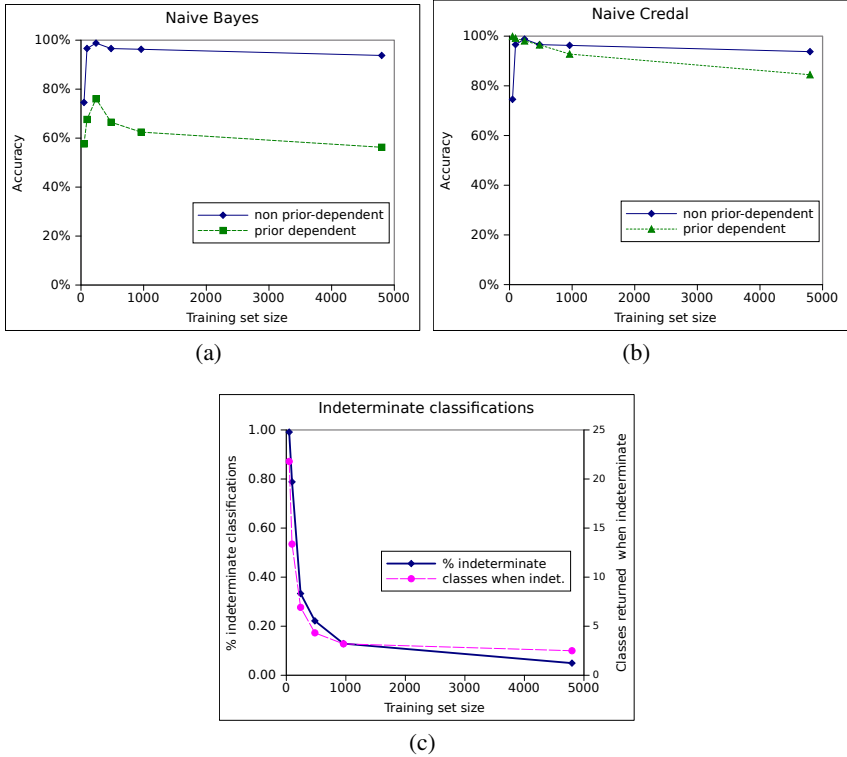 Naive Bayes
100%
80%
60%
40%
20%
0%
Accuracy
non prior-dependent
prior dependent
0 1000 2000 3000 4000 5000
Training set size
(a)
Naive Credal
100%
80%
60%
40%
20%
0%
Accuracy
non prior-dependent
prior dependent
0 1000 2000 3000 4000 5000
Training set size
(b)
Indeterminate classifications
1.00
0.80
0.60
0.40
0.20
0.00
% indeterminate classifications
25
20
15
10
5
0
Classes returned when indeterminate
% indeterminate
classes when indet.
0 1000 2000 3000 4000 5000
Training set size
(c)